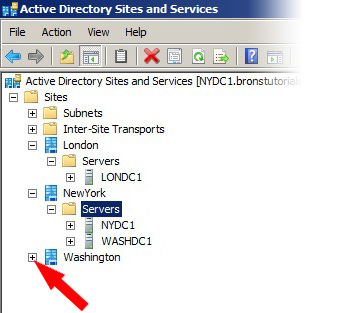 Active Directory Sites and Services
File Action View Help
Active Directory Sites and Services [NYDC1.bronstutorial
Sites
Subnets
Inter-Site Transports
London
Servers
LONDC1
NewYork
Servers
NYDC1
WASHDC1
Washington